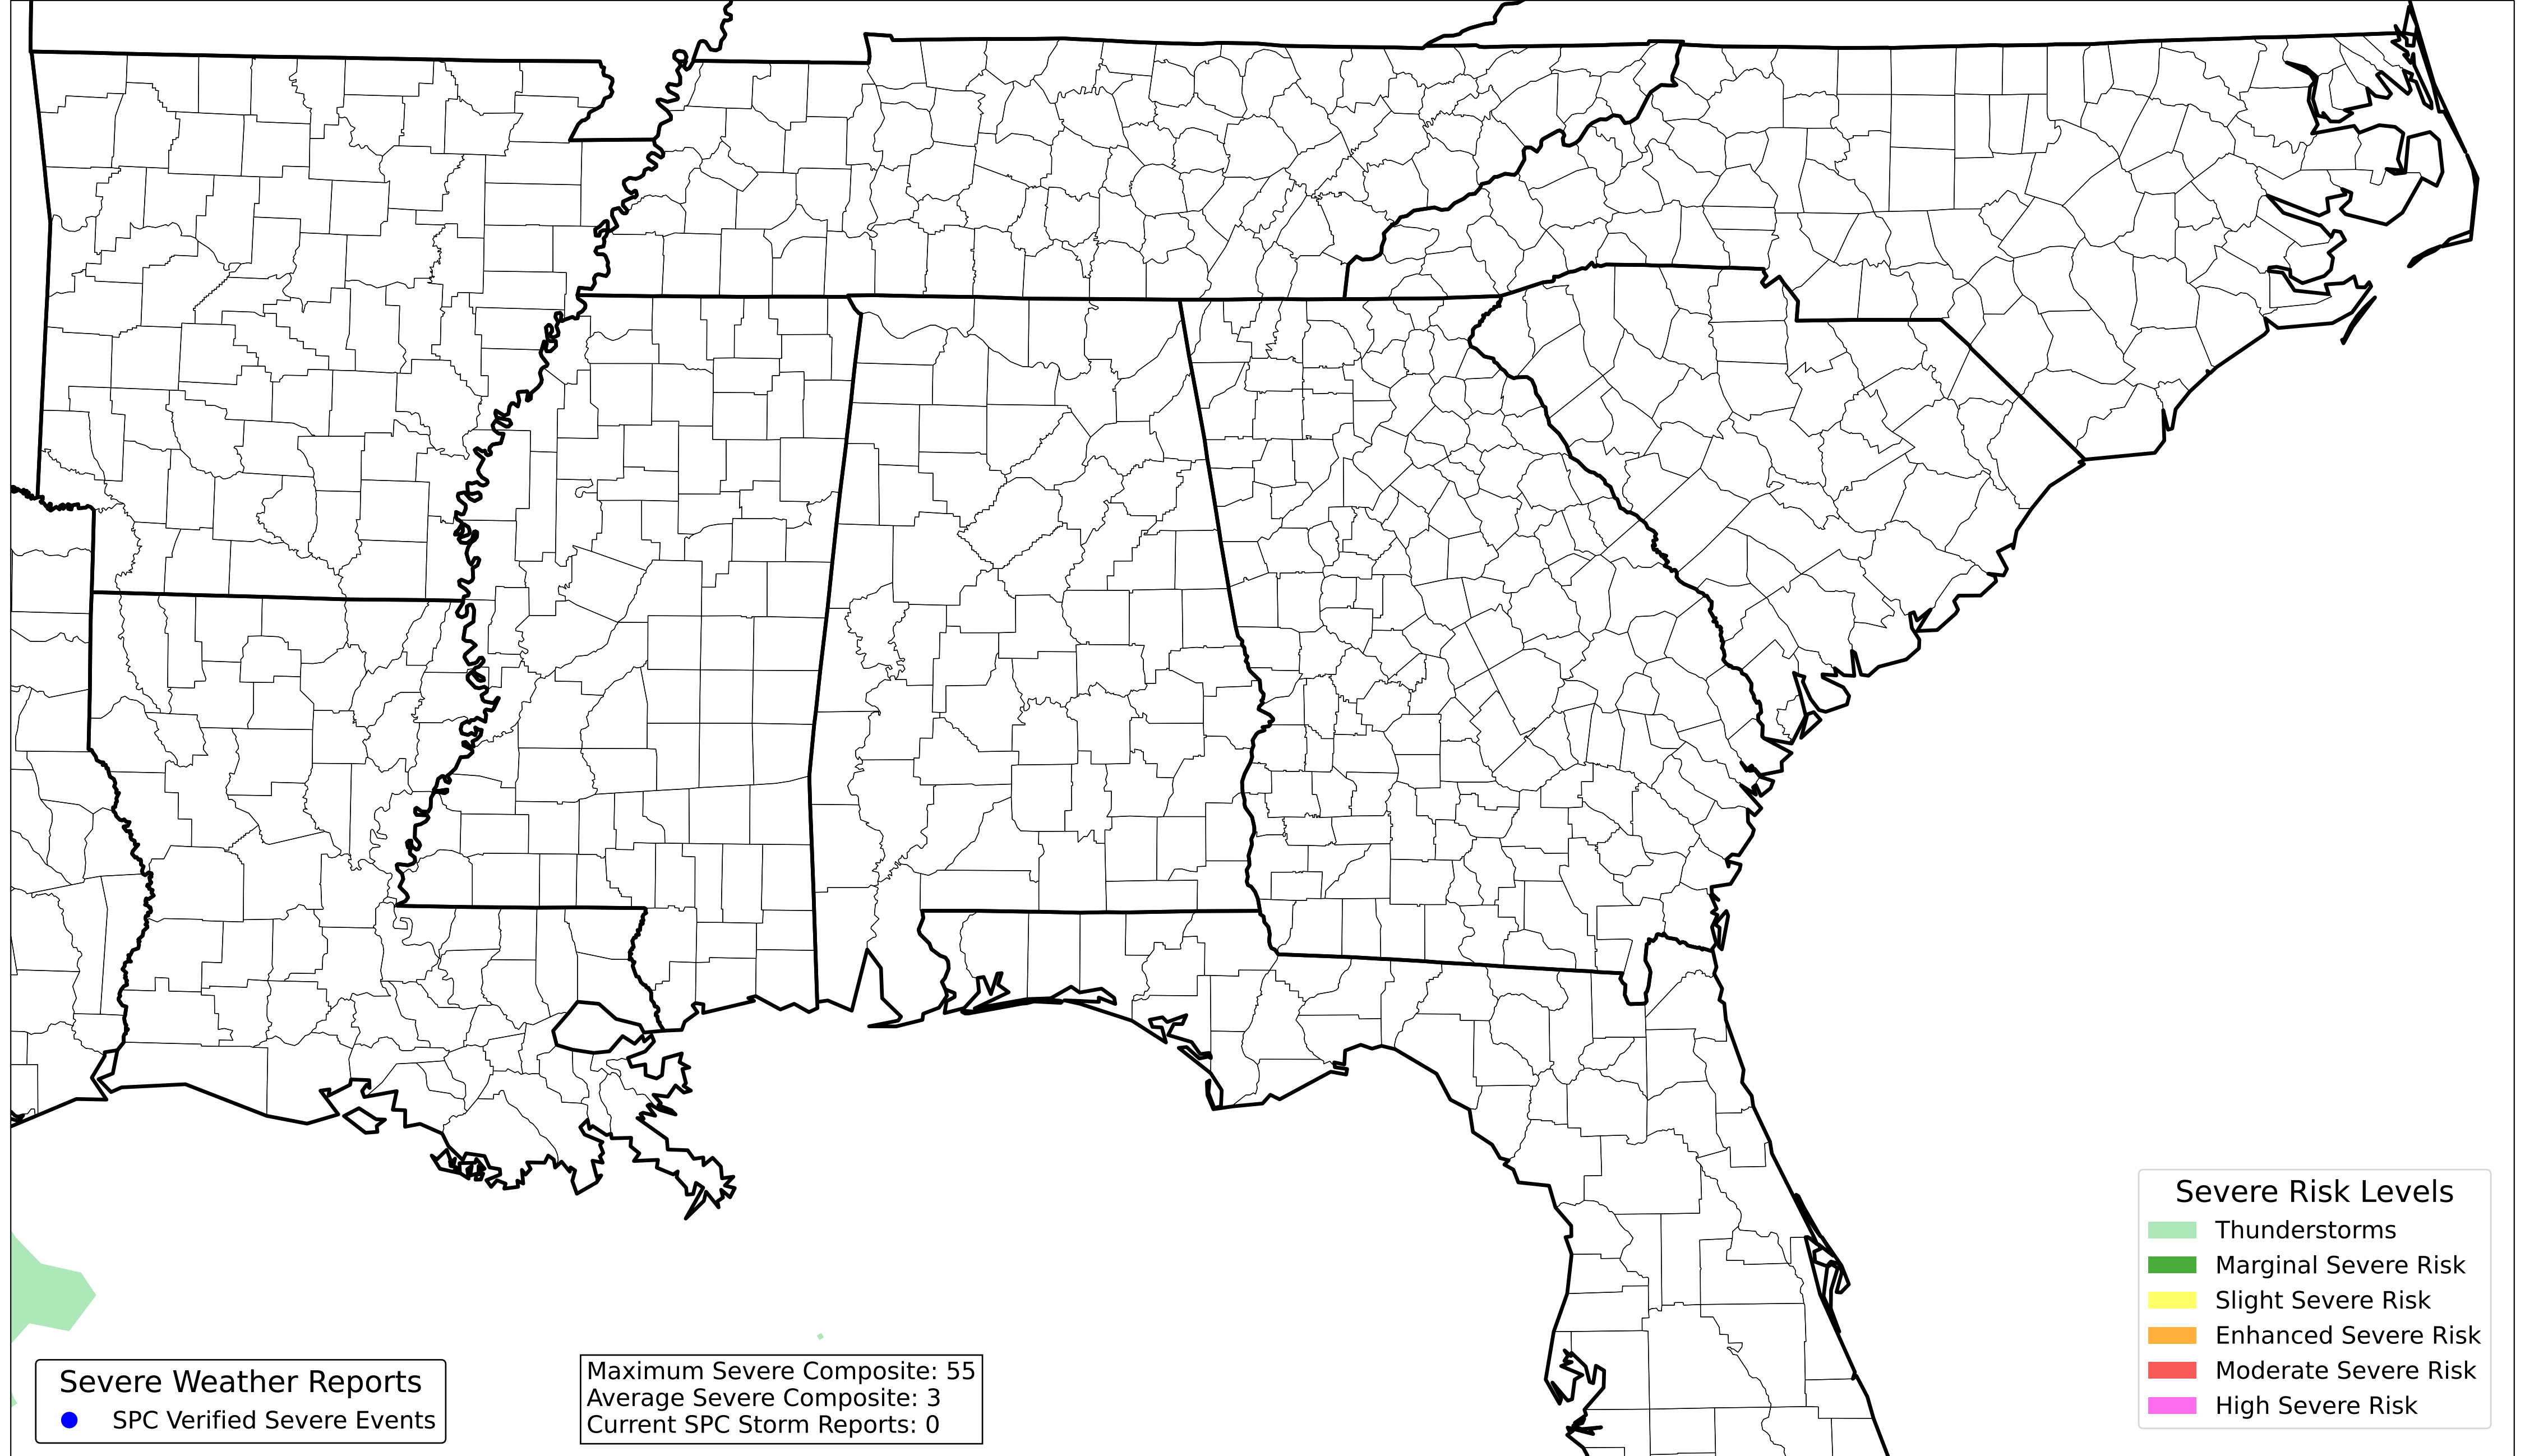 Severe Weather Reports
SPC Verified Severe Events
Maximum Severe Composite: 55
Average Severe Composite: 3
Current SPC Storm Reports: 0
Severe Risk Levels
Thunderstorms
Marginal Severe Risk
Slight Severe Risk
Enhanced Severe Risk
Moderate Severe Risk
High Severe Risk